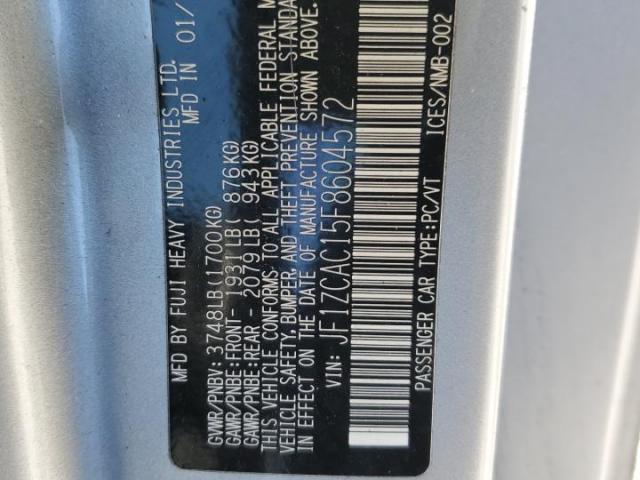 MFD BY FUJI HEAVY INDUSTRIES LTD.
MFD IN 01/
GVWR/PNBV: 3748LB(1700KG)
GAWR/PNBE:FRONT- 1931LB( 876KG)
GAWR/PNBE:REAR - 2079LB( 943KG)
THIS VEHICLE CONFORMS TO ALL APPLICABLE FEDERAL M
VEHICLE SAFETY,BUMPER,AND THEFT PREVENTION STANDA
IN EFFECT ON THE DATE OF MANUFACTURE SHOWN ABOVE.
VIN: JF1ZCAC15F8604572
PASSENGER CAR TYPE:PC/VT ICES/NMB-002